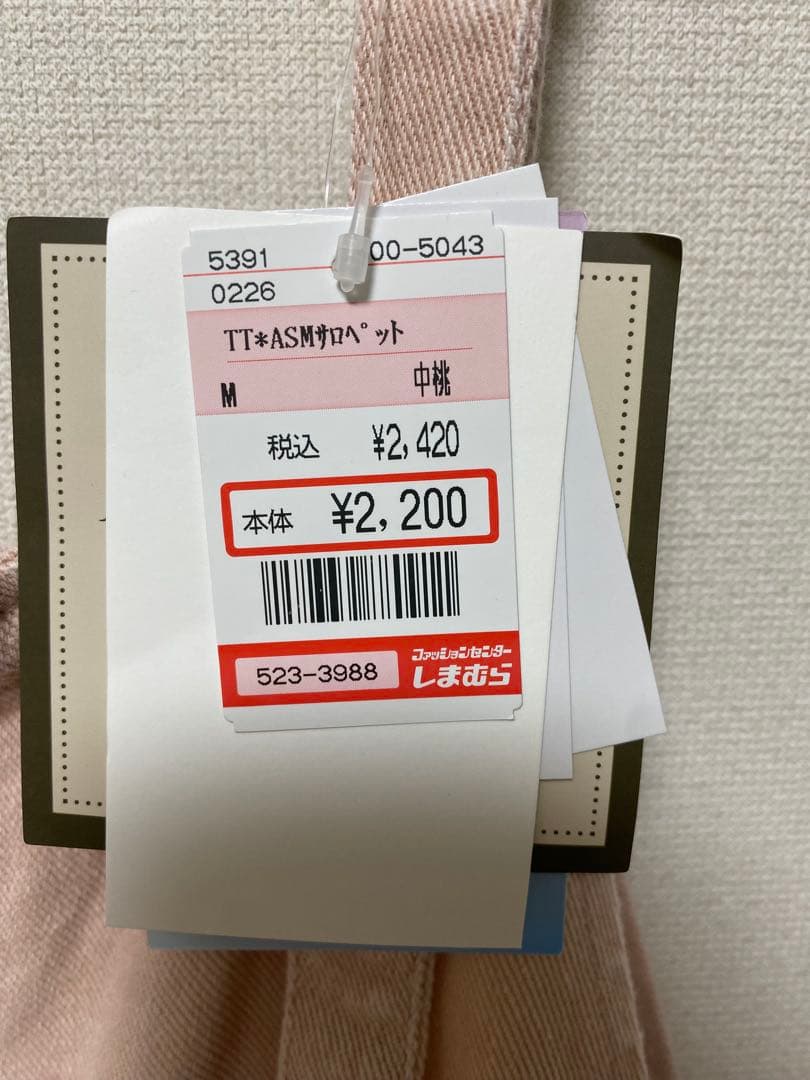 5391 00-5043
0226
TT*ASMｻﾛﾍﾟｯﾄ
M 中桃
税込 ¥2,420
本体 ¥2,200
523-3988
ファッションセンター
しまむら